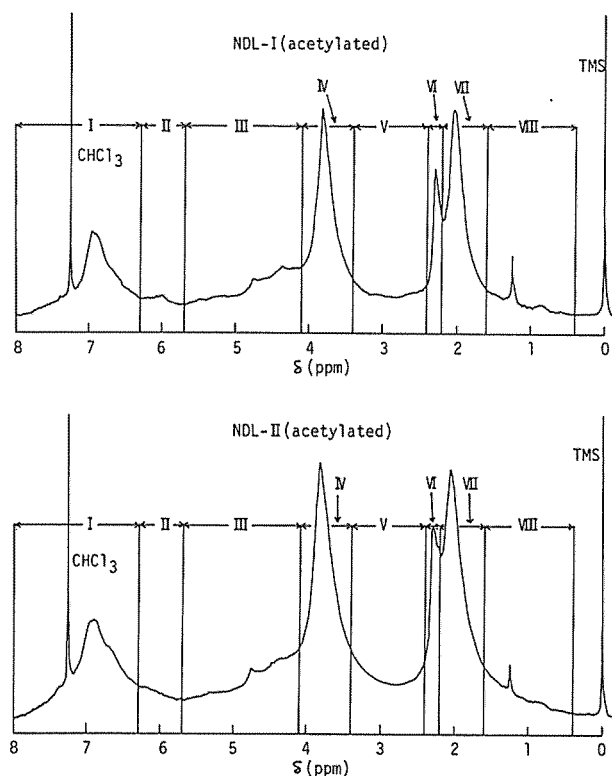 NDL-I(acetylated)
TMS
IV
VI
VII
I
II
III
V
VIII
CHCl3
8 7 6 5 4 3 2 1 0
δ(ppm)
NDL-II(acetylated)
TMS
IV
VI
VII
I
II
III
V
VIII
CHCl3
8 7 6 5 4 3 2 1 0
δ(ppm)